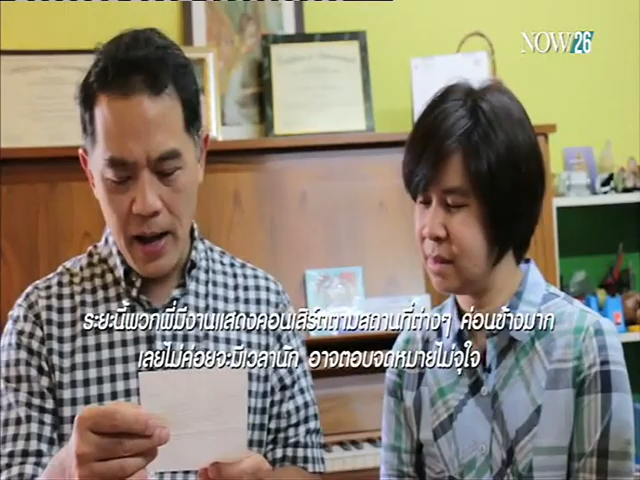 NOW26
ระยะนี้พวกพี่มีงานแสดงคอนเสิร์ตตามสถานที่ต่างๆ ค่อนข้างมาก
เลยไม่ค่อยจะมีเวลานัก อาจตอบจดหมายไม่จุใจ